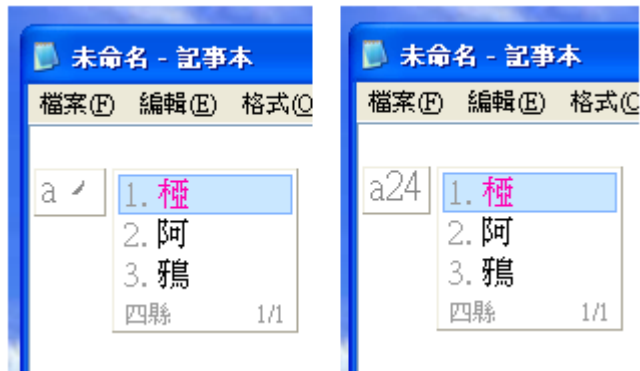 未命名 - 記事本
檔案(F) 編輯(E) 格式(O
a ˊ
1. 椏
2. 阿
3. 鴉
四縣 1/1
未命名 - 記事本
檔案(F) 編輯(E) 格式(O
a24
1. 椏
2. 阿
3. 鴉
四縣 1/1